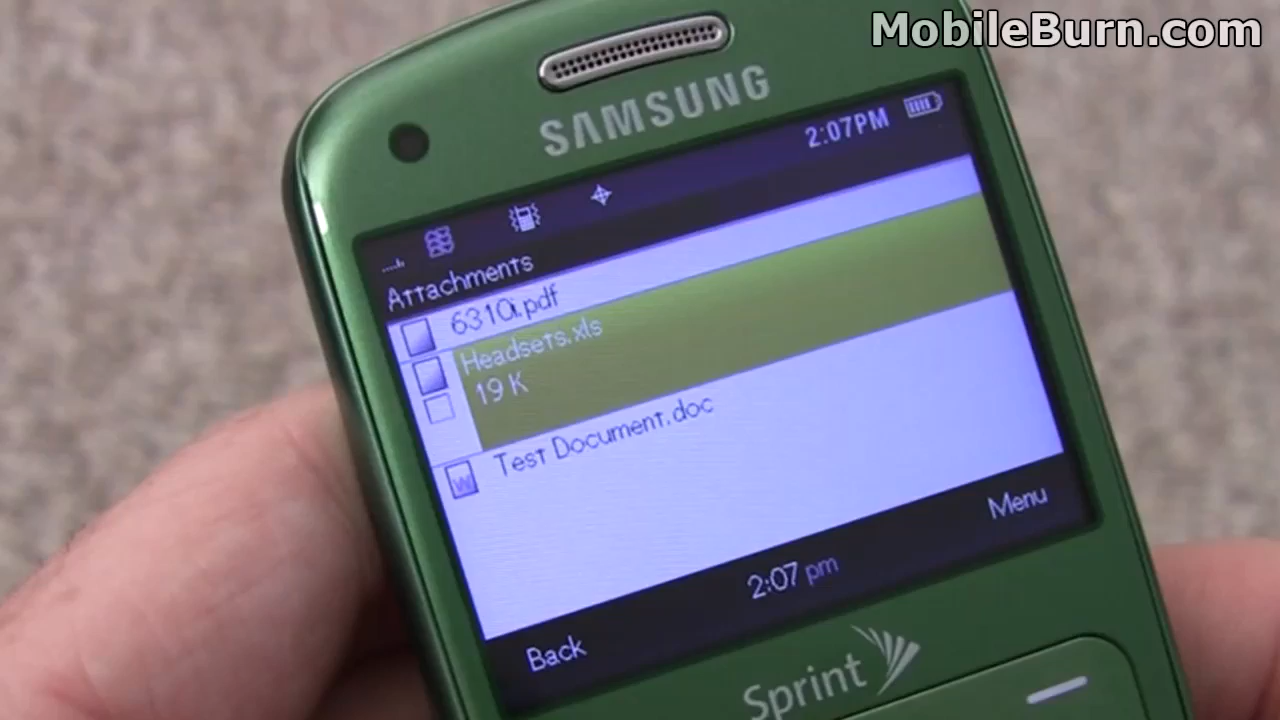 MobileBurn.com
SAMSUNG
2:07PM
Attachments
6310i.pdf
Headsets.xls
19 K
Test Document.doc
W
Menu
2:07 pm
Back
Sprint